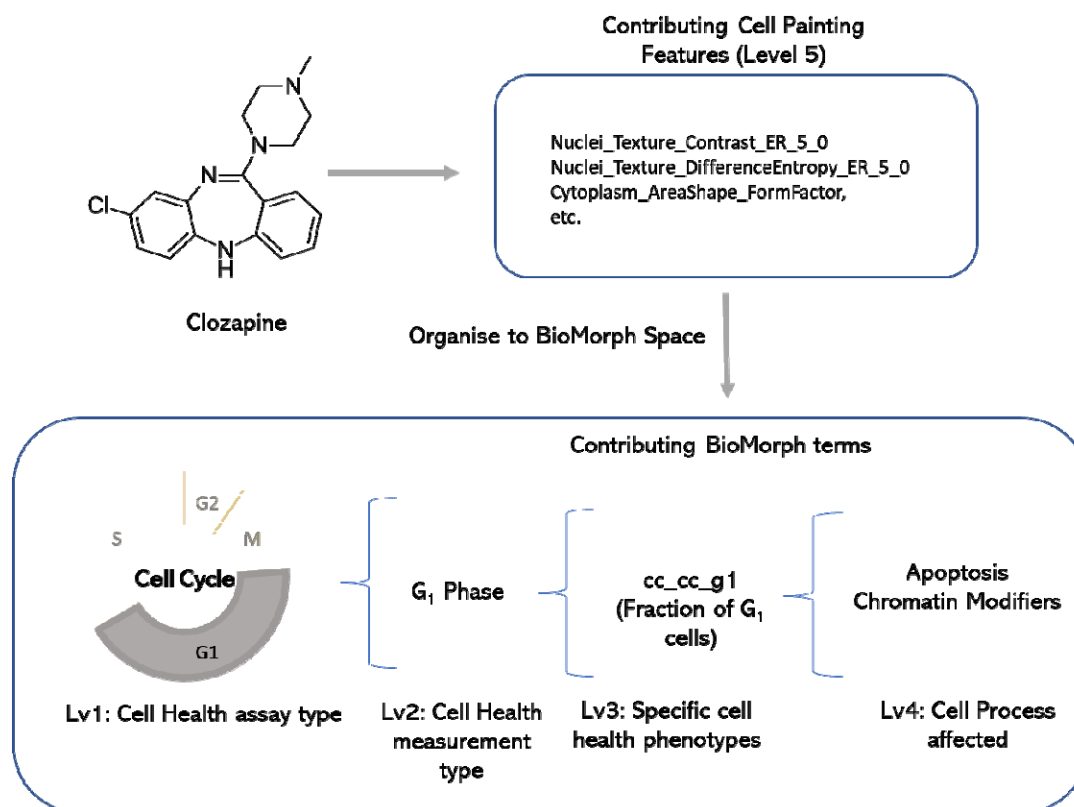 Contributing Cell Painting
Features (Level 5)
N
N
N
Cl
N
H
Clozapine
Nuclei_Texture_Contrast_ER_5_0
Nuclei_Texture_DifferenceEntropy_ER_5_0
Cytoplasm_AreaShape_FormFactor,
etc.
Organise to BioMorph Space
Contributing BioMorph terms
G2
S
M
Cell Cycle
G1
G₁ Phase
cc_cc_g1
(Fraction of G₁
cells)
Apoptosis
Chromatin Modifiers
Lv1: Cell Health assay type
Lv2: Cell Health
measurement
type
Lv3: Specific cell
health phenotypes
Lv4: Cell Process
affected